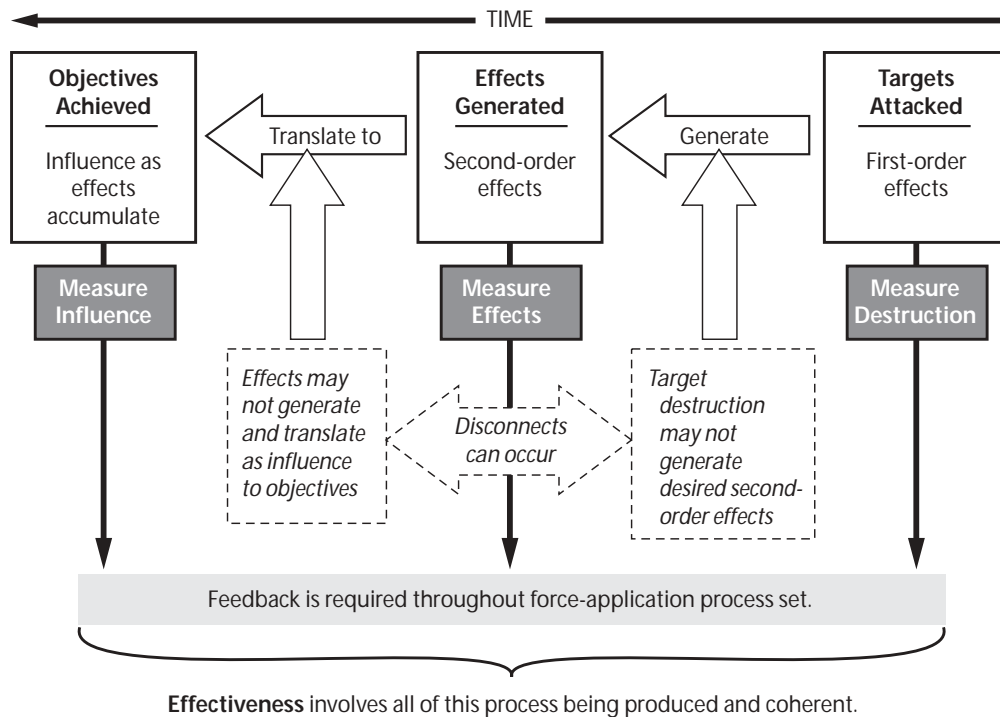 TIME
Objectives
Achieved
Influence as
effects
accumulate
Translate to
Effects
Generated
Second-order
effects
Generate
Targets
Attacked
First-order
effects
Measure
Influence
Measure
Effects
Measure
Destruction
Effects may
not generate
and translate
as influence
to objectives
Disconnects
can occur
Target
destruction
may not
generate
desired second-
order effects
Feedback is required throughout force-application process set.
Effectiveness involves all of this process being produced and coherent.